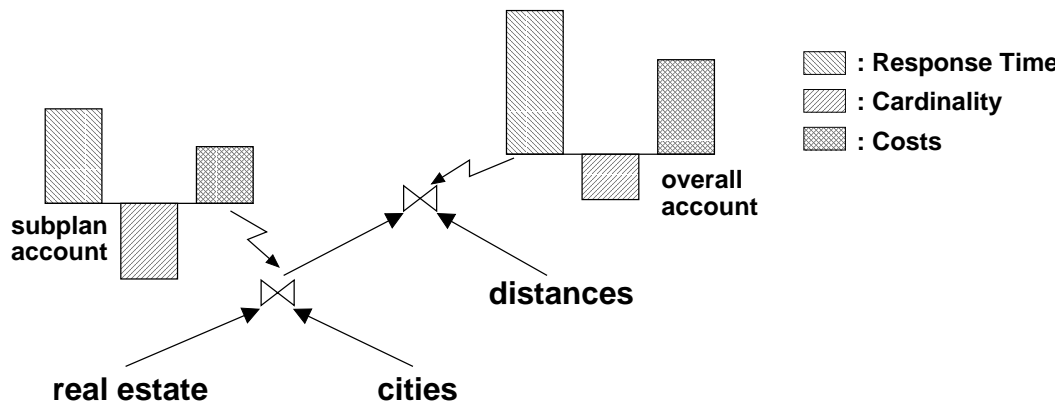 : Response Time
: Cardinality
: Costs
subplan
account
overall
account
distances
real estate
cities